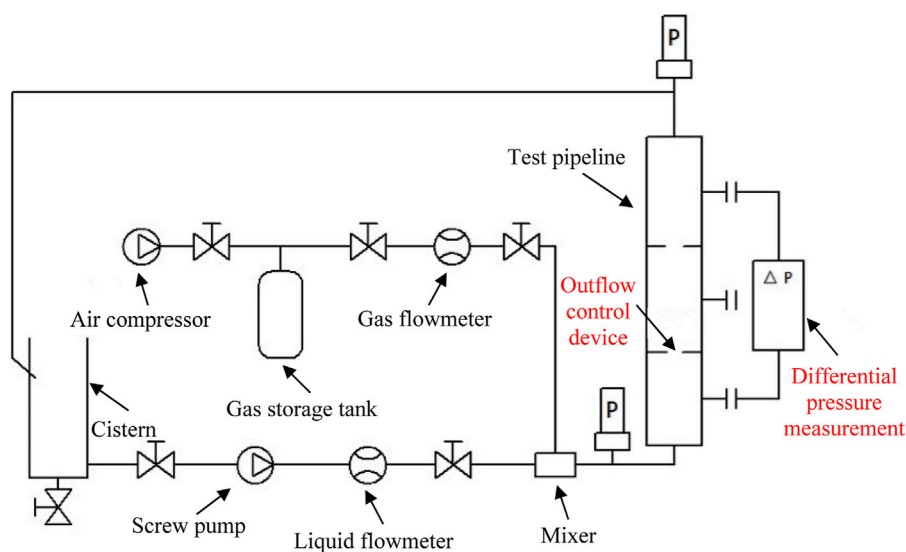 P
Test pipeline
Outflow
control
device
△ P
Air compressor
Gas flowmeter
Gas storage tank
Differential
pressure
measurement
Cistern
P
Screw pump
Liquid flowmeter
Mixer